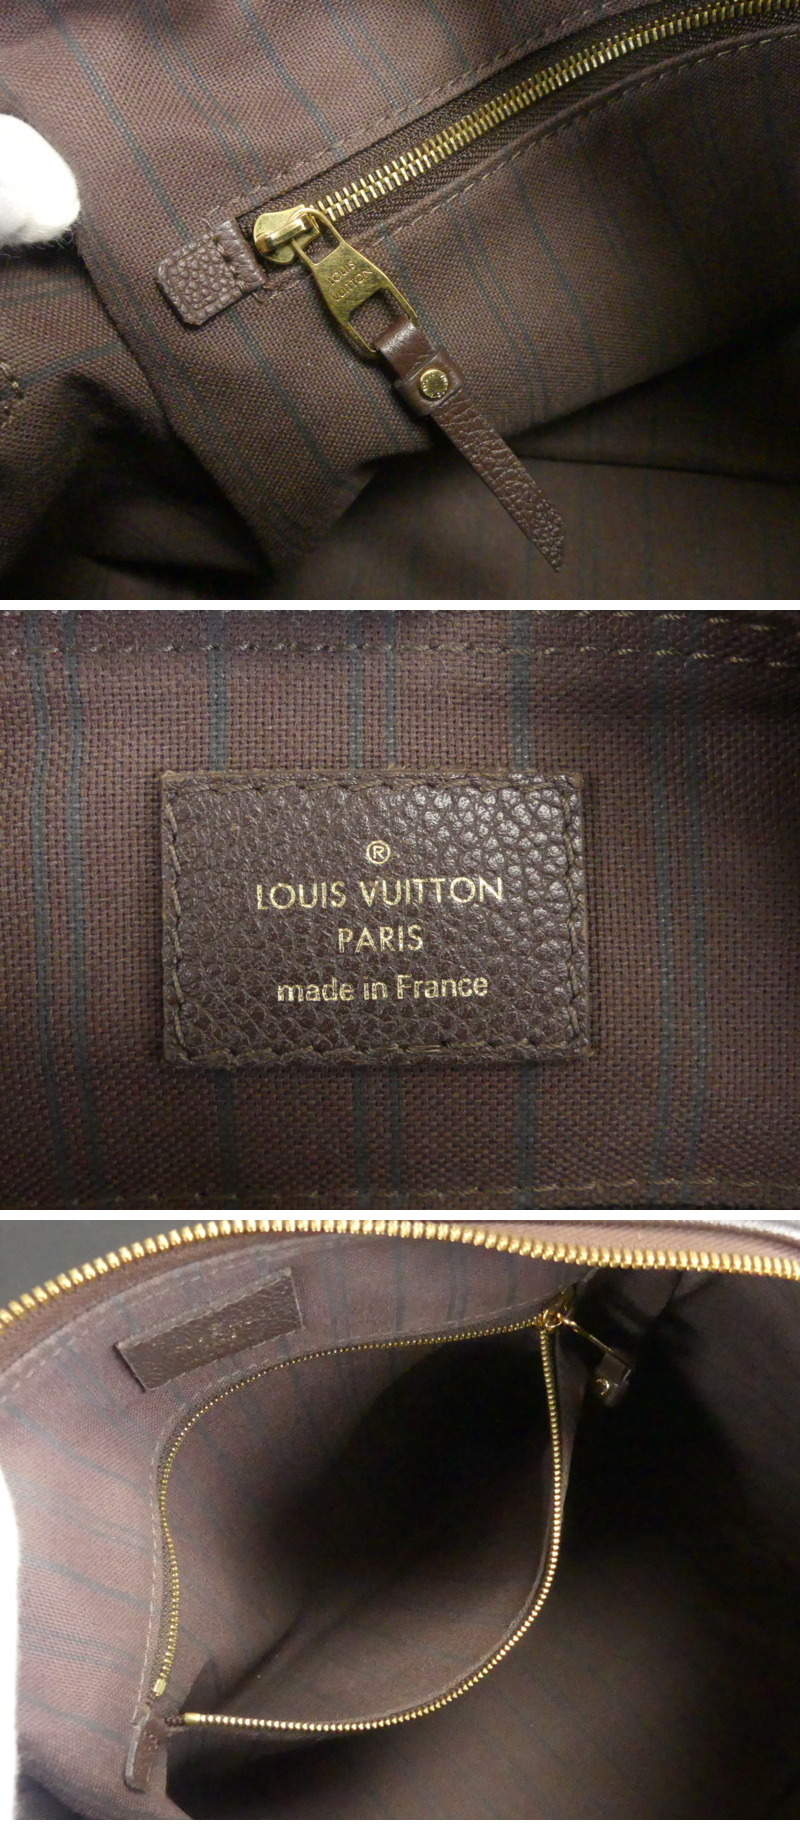 LOUIS
VUITTON
®
LOUIS VUITTON
PARIS
made in France